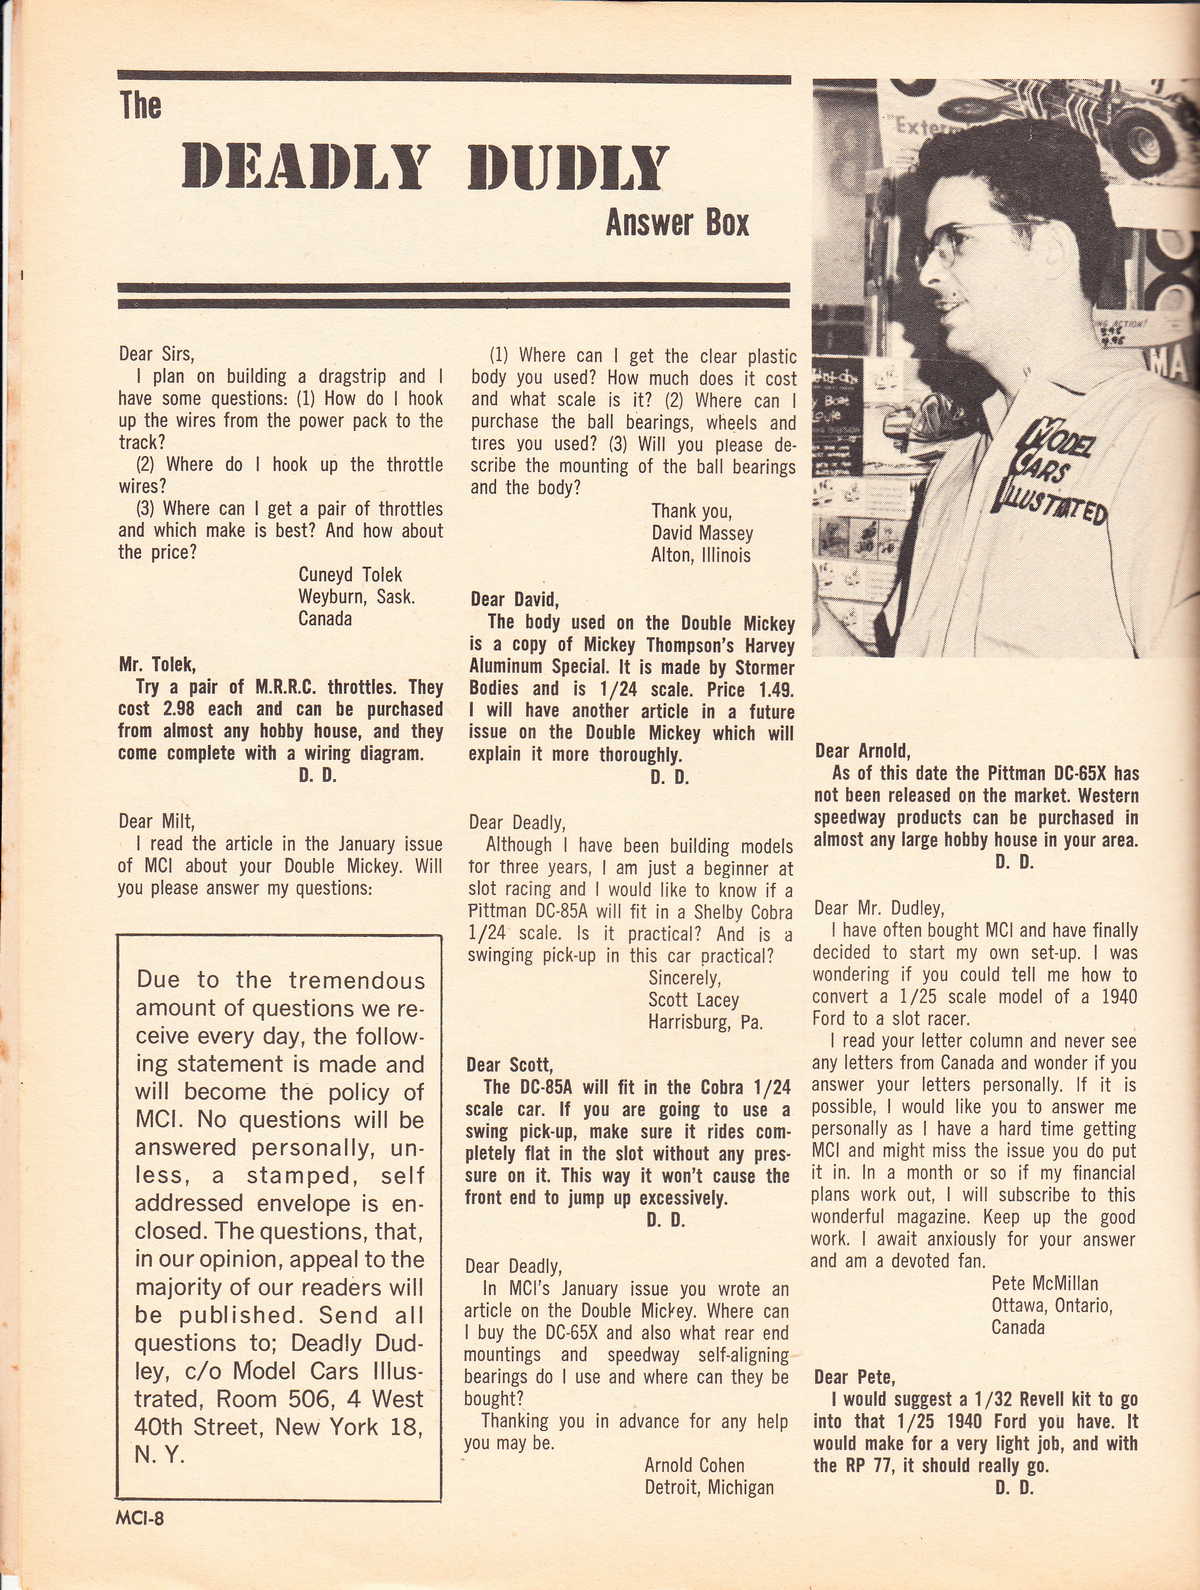 The
DEADLY DUDLY
Answer Box
Dear Sirs,
I plan on building a dragstrip and I
have some questions: (1) How do I hook
up the wires from the power pack to the
track?
(2) Where do I hook up the throttle
wires?
(3) Where can I get a pair of throttles
and which make is best? And how about
the price?
Cuneyd Tolek
Weyburn, Sask.
Canada
Mr. Tolek,
Try a pair of M.R.R.C. throttles. They
cost 2.98 each and can be purchased
from almost any hobby house, and they
come complete with a wiring diagram.
D. D.
Dear Milt,
I read the article in the January issue
of MCI about your Double Mickey. Will
you please answer my questions:
Due to the tremendous
amount of questions we re-
ceive every day, the follow-
ing statement is made and
will become the policy of
MCI. No questions will be
answered personally, un-
less, a stamped, self
addressed envelope is en-
closed. The questions, that,
in our opinion, appeal to the
majority of our readers will
be published. Send all
questions to; Deadly Dud-
ley, c/o Model Cars Illus-
trated, Room 506, 4 West
40th Street, New York 18,
N. Y.
MCI-8
(1) Where can I get the clear plastic
body you used? How much does it cost
and what scale is it? (2) Where can I
purchase the ball bearings, wheels and
tires you used? (3) Will you please de-
scribe the mounting of the ball bearings
and the body?
Thank you,
David Massey
Alton, Illinois
Dear David,
The body used on the Double Mickey
is a copy of Mickey Thompson's Harvey
Aluminum Special. It is made by Stormer
Bodies and is 1/24 scale. Price 1.49.
I will have another article in a future
issue on the Double Mickey which will
explain it more thoroughly.
D. D.
Dear Deadly,
Although I have been building models
for three years, I am just a beginner at
slot racing and I would like to know if a
Pittman DC-85A will fit in a Shelby Cobra
1/24 scale. Is it practical? And is a
swinging pick-up in this car practical?
Sincerely,
Scott Lacey
Harrisburg, Pa.
Dear Scott,
The DC-85A will fit in the Cobra 1/24
scale car. If you are going to use a
swing pick-up, make sure it rides com-
pletely flat in the slot without any pres-
sure on it. This way it won't cause the
front end to jump up excessively.
D. D.
Dear Deadly,
In MCI's January issue you wrote an
article on the Double Mickey. Where can
I buy the DC-65X and also what rear end
mountings and speedway self-aligning
bearings do I use and where can they be
bought?
Thanking you in advance for any help
you may be.
Arnold Cohen
Detroit, Michigan
"Exter
ING ACTION!
3.95
4.95
MA
MODEL
CARS
ILLUSTRATED
Dear Arnold,
As of this date the Pittman DC-65X has
not been released on the market. Western
speedway products can be purchased in
almost any large hobby house in your area.
D. D.
Dear Mr. Dudley,
I have often bought MCI and have finally
decided to start my own set-up. I was
wondering if you could tell me how to
convert a 1/25 scale model of a 1940
Ford to a slot racer.
I read your letter column and never see
any letters from Canada and wonder if you
answer your letters personally. If it is
possible, I would like you to answer me
personally as I have a hard time getting
MCI and might miss the issue you do put
it in. In a month or so if my financial
plans work out, I will subscribe to this
wonderful magazine. Keep up the good
work. I await anxiously for your answer
and am a devoted fan.
Pete McMillan
Ottawa, Ontario,
Canada
Dear Pete,
I would suggest a 1/32 Revell kit to go
into that 1/25 1940 Ford you have. It
would make for a very light job, and with
the RP 77, it should really go.
D. D.